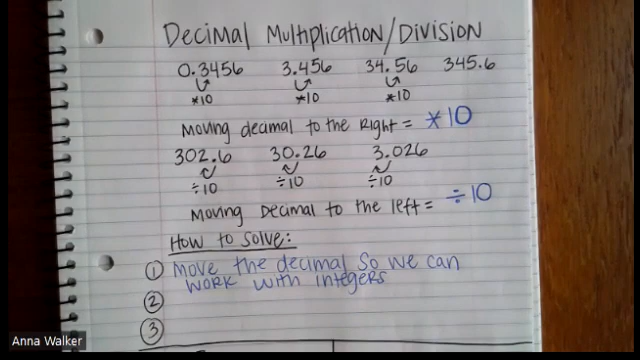 Decimal Multiplication/Division
0.3456 3.456 34.56 345.6
*10 *10 *10
Moving decimal to the Right = *10
302.6 30.26 3.026
÷10 ÷10 ÷10
Moving Decimal to the left = ÷10
How to solve:
① Move the decimal so we can
work with integers
②
③
Anna Walker